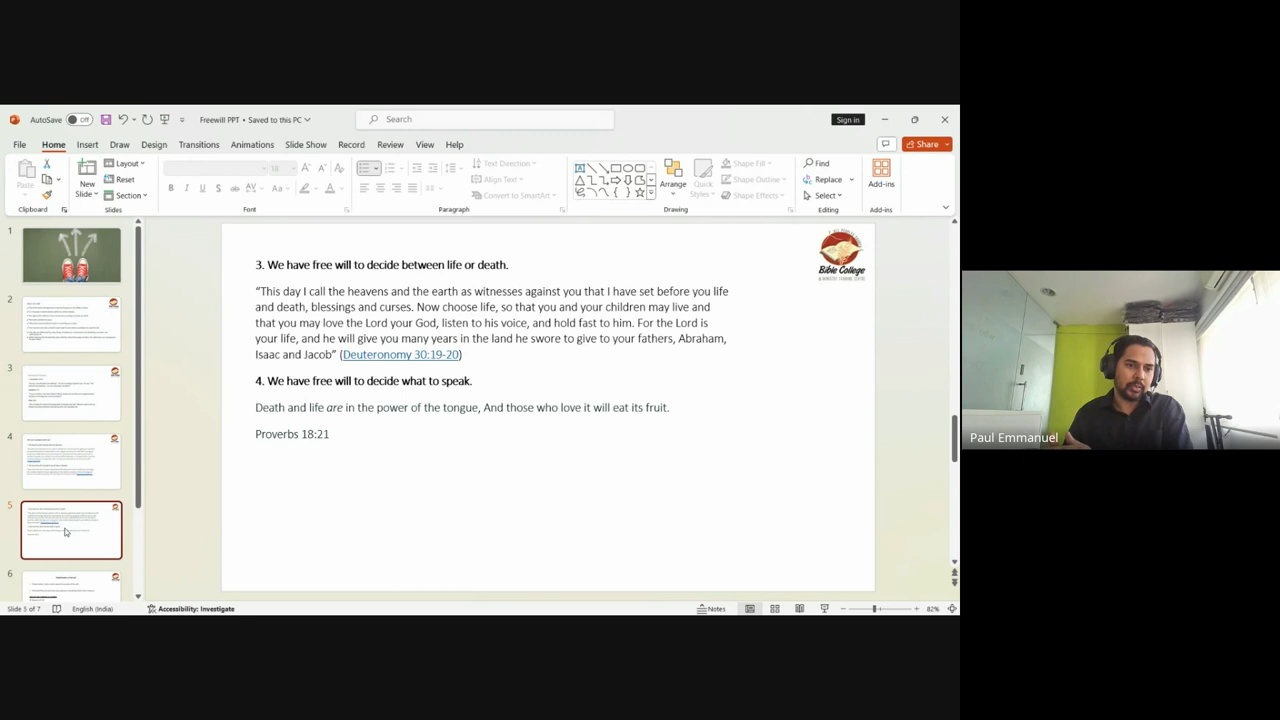 AutoSave Off Freewill PPT • Saved to this PC Search Sign in
File Home Insert Draw Design Transitions Animations Slide Show Record Review View Help Share
Paste New Slide Layout Reset Section 18 Text Direction Align Text Convert to SmartArt Arrange Quick Styles Shape Fill Shape Outline Shape Effects Find Replace Select Add-ins
Clipboard Slides Font Paragraph Drawing Editing Add-ins
1
2
3
4
5
6
Bible College
3. We have free will to decide between life or death.
“This day I call the heavens and the earth as witnesses against you that I have set before you life
and death, blessings and curses. Now choose life, so that you and your children may live and
that you may love the Lord your God, listen to his voice, and hold fast to him. For the Lord is
your life, and he will give you many years in the land he swore to give to your fathers, Abraham,
Isaac and Jacob” (Deuteronomy 30:19-20)
4. We have free will to decide what to speak.
Death and life are in the power of the tongue, And those who love it will eat its fruit.
Proverbs 18:21
Paul Emmanuel
Slide 5 of 7 English (India) Accessibility: Investigate Notes 82%